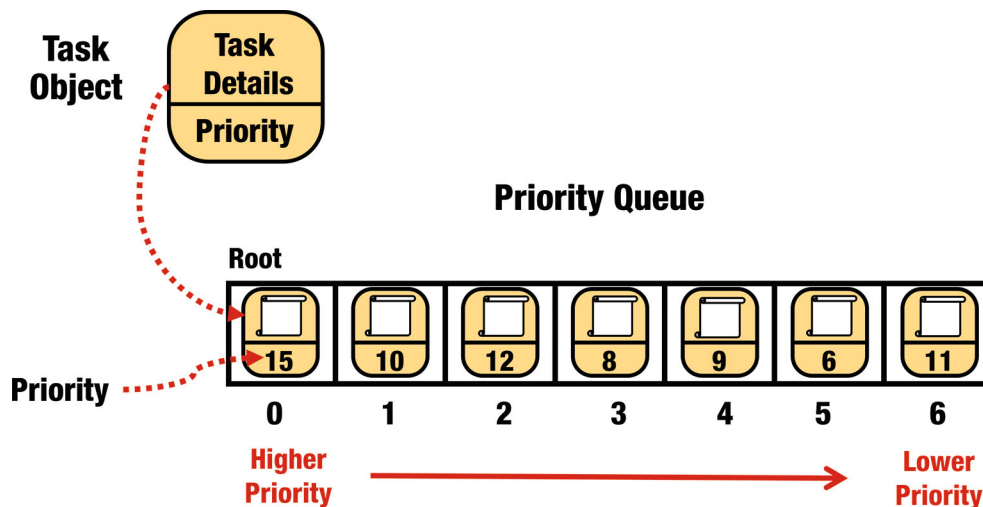 Task
Object
Task
Details
Priority
Priority Queue
Root
15 10 12 8 9 6 11
Priority
0 1 2 3 4 5 6
Higher
Priority
Lower
Priority